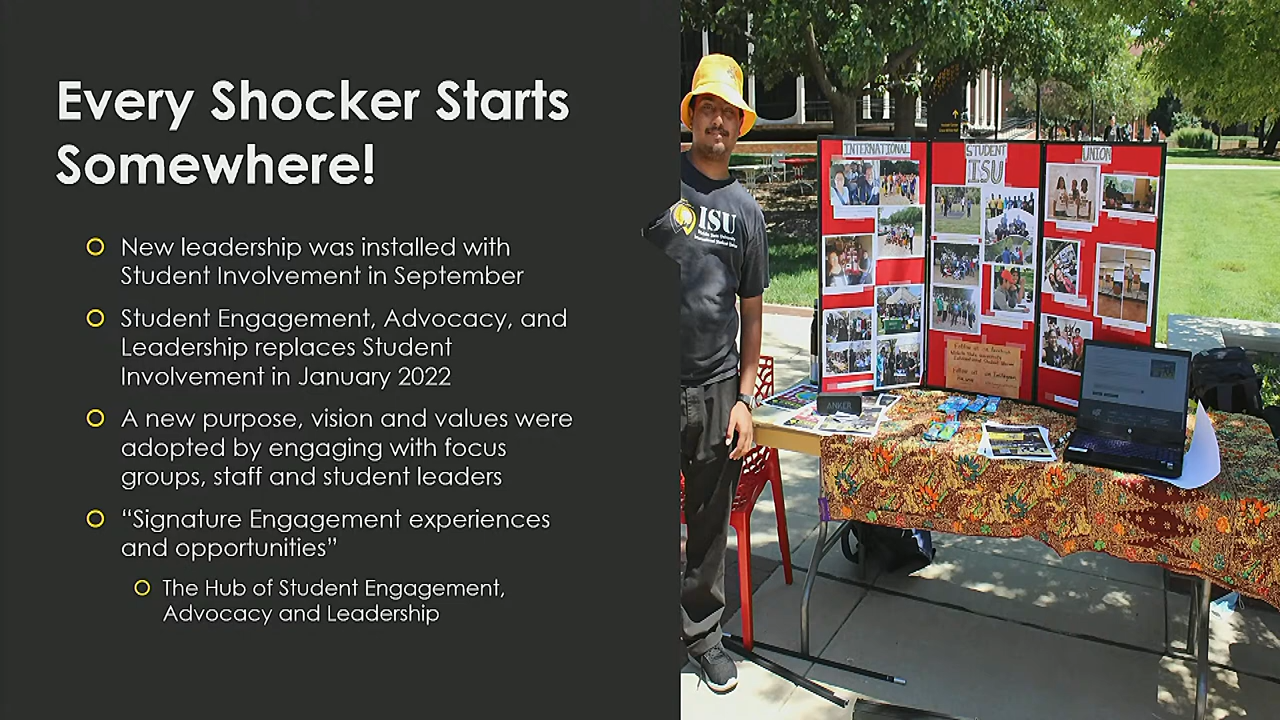 Every Shocker Starts
Somewhere!
New leadership was installed with
Student Involvement in September
Student Engagement, Advocacy, and
Leadership replaces Student
Involvement in January 2022
A new purpose, vision and values were
adopted by engaging with focus
groups, staff and student leaders
“Signature Engagement experiences
and opportunities”
The Hub of Student Engagement,
Advocacy and Leadership
INTERNATIONAL
STUDENT
ISU
UNION
ISU
ANKER